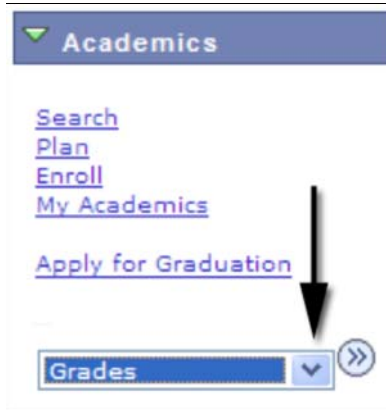 Academics
Search
Plan
Enroll
My Academics
Apply for Graduation
Grades